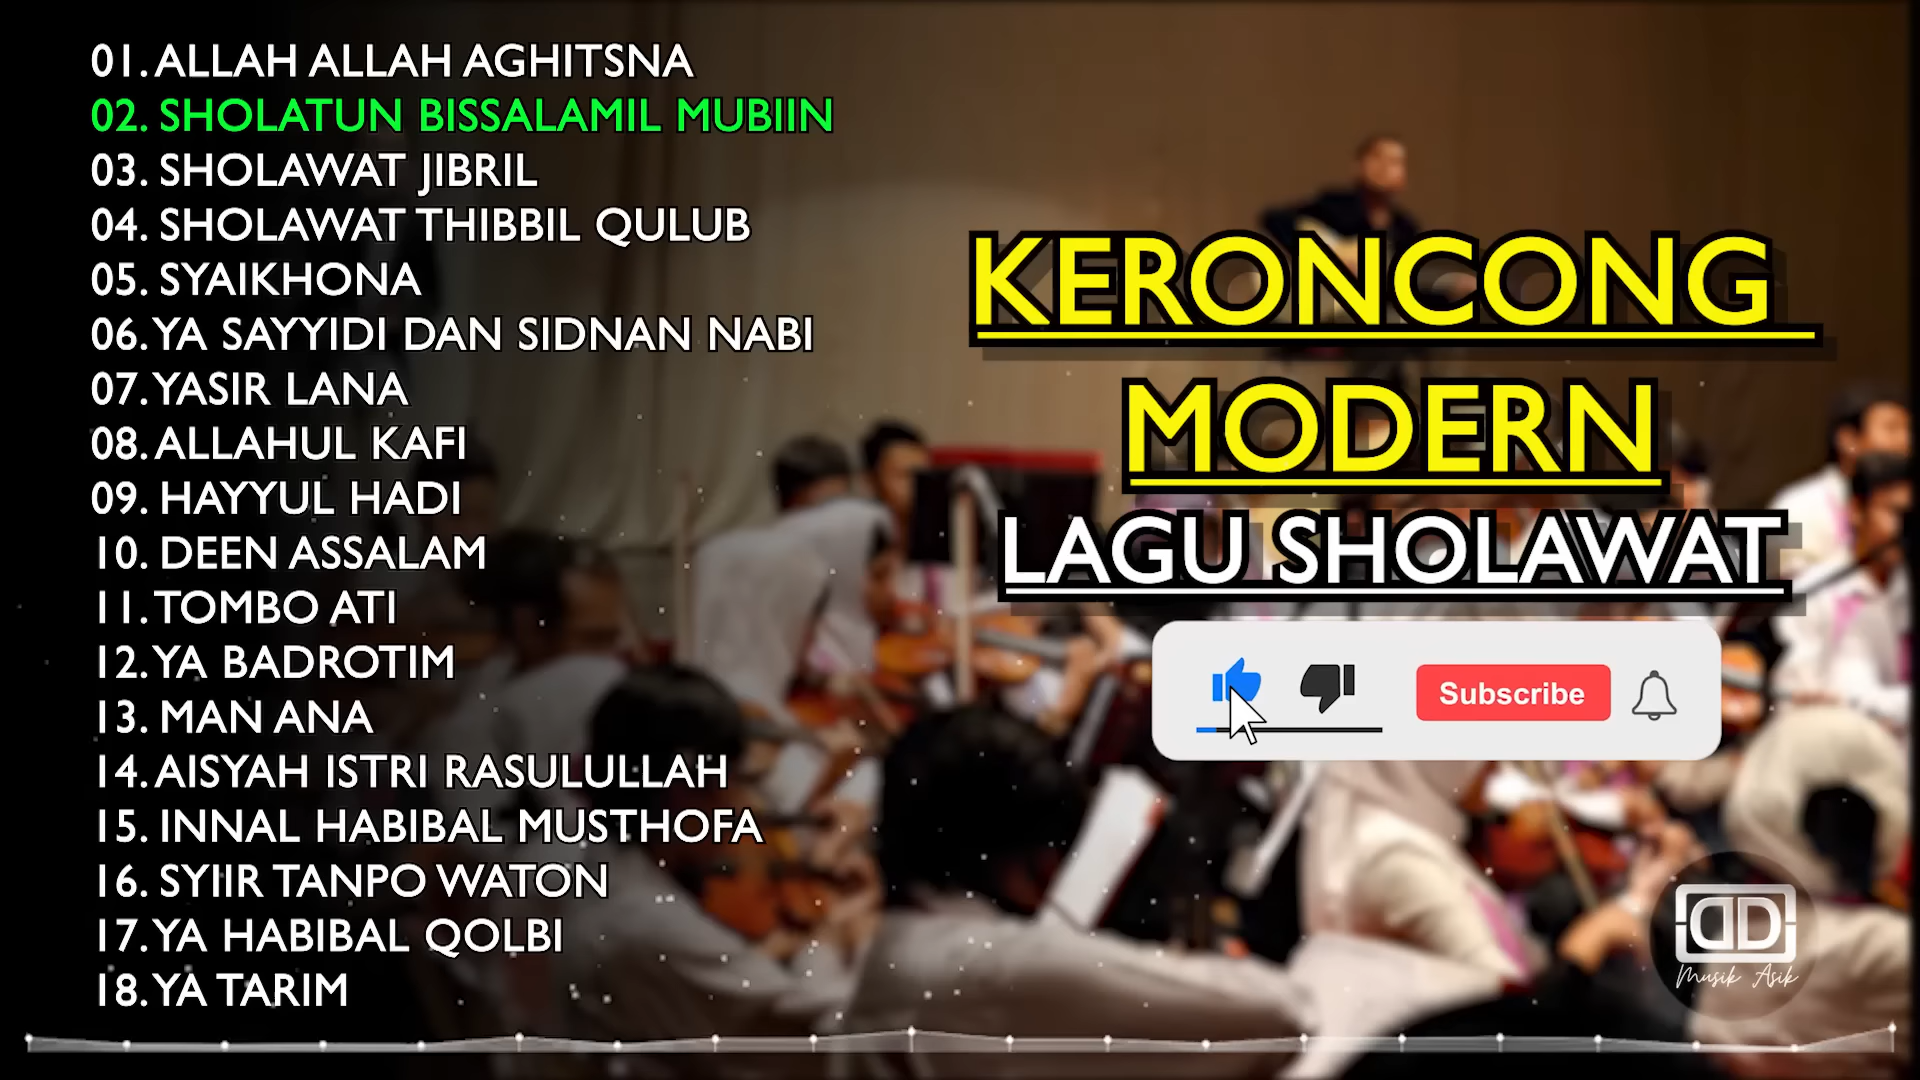 01. ALLAH ALLAH AGHITSNA
02. SHOLATUN BISSALAMIL MUBIIN
03. SHOLAWAT JIBRIL
04. SHOLAWAT THIBBIL QULUB
05. SYAIKHONA
06. YA SAYYIDI DAN SIDNAN NABI
07. YASIR LANA
08. ALLAHUL KAFI
09. HAYYUL HADI
10. DEEN ASSALAM
11. TOMBO ATI
12. YA BADROTIM
13. MAN ANA
14. AISYAH ISTRI RASULULLAH
15. INNAL HABIBAL MUSTHOFA
16. SYIIR TANPO WATON
17. YA HABIBAL QOLBI
18. YA TARIM
KERONCONG
MODERN
LAGU SHOLAWAT
Subscribe
DD
Musik Asik